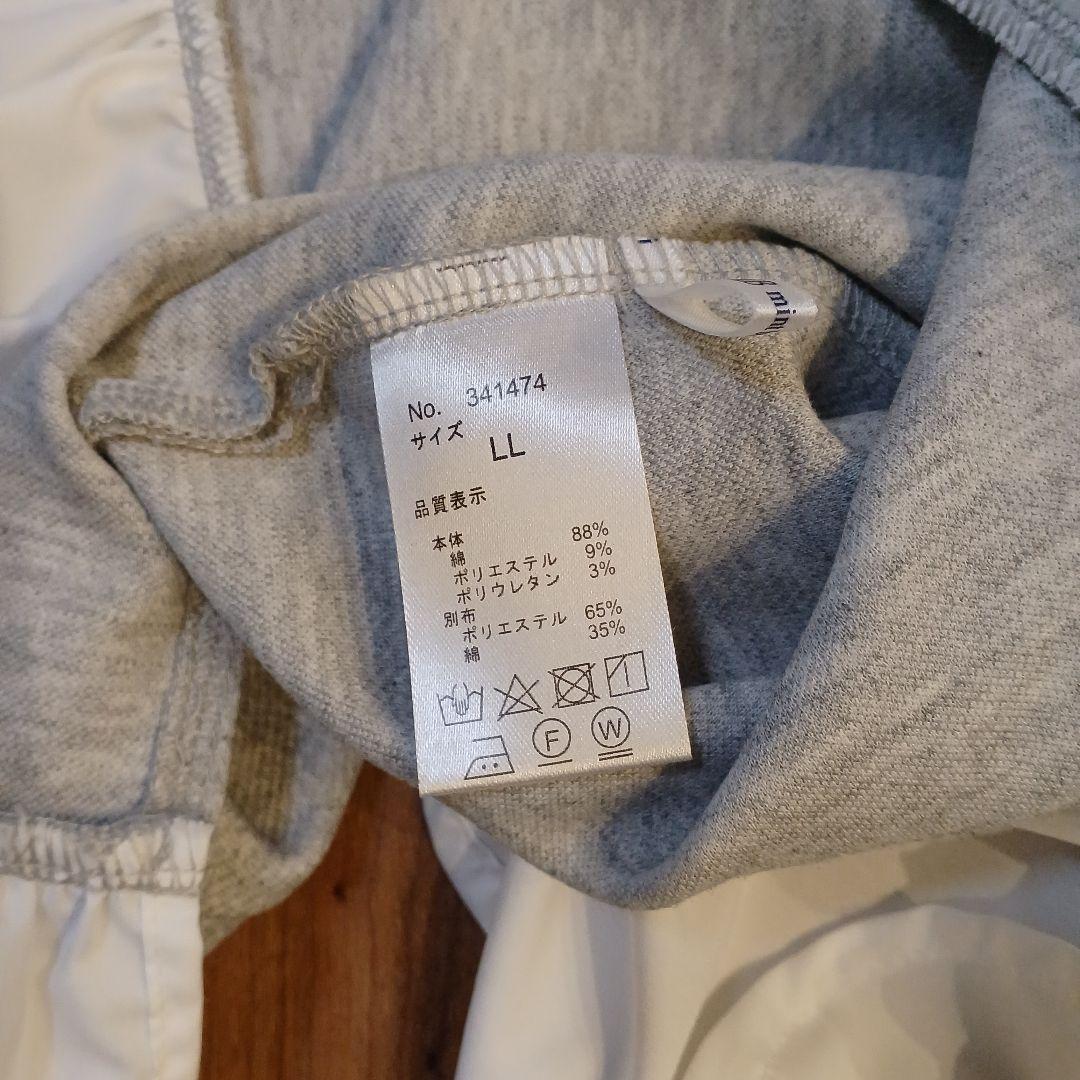 No. 341474
サイズ
LL
品質表示
本体
綿 88%
ポリエステル 9%
ポリウレタン 3%
別布
ポリエステル 65%
綿 35%
F
W